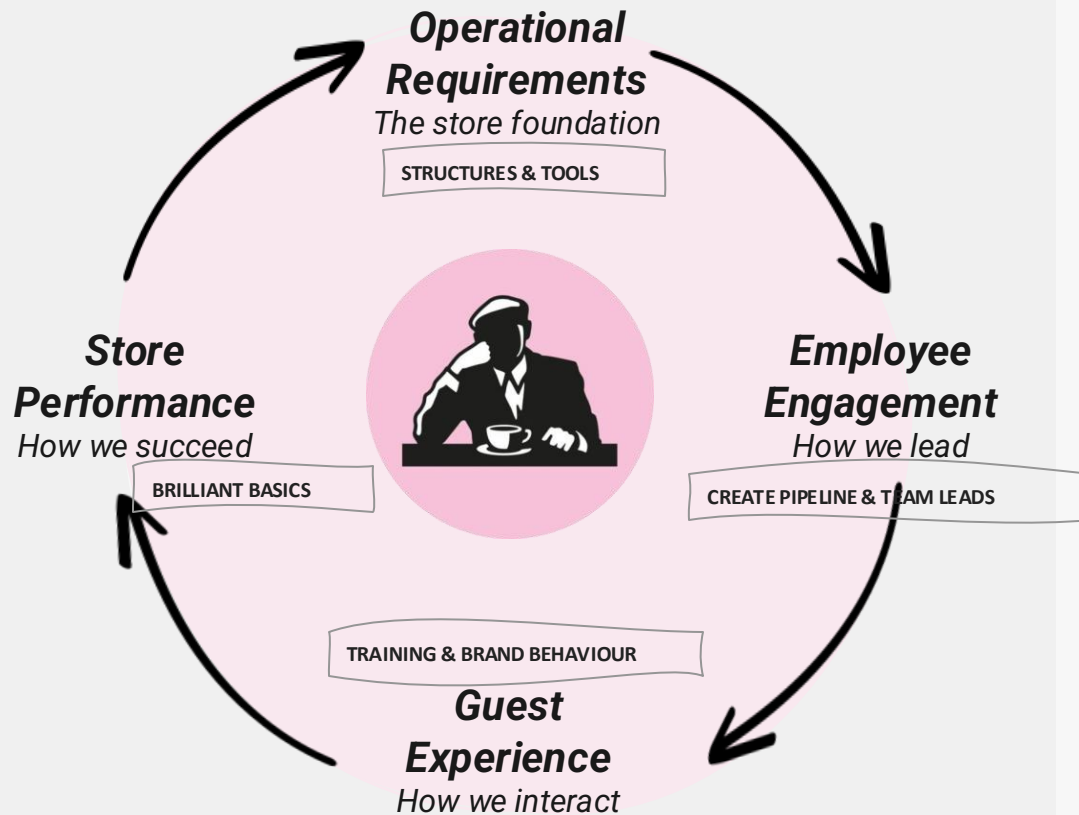 Operational
Requirements
The store foundation
STRUCTURES & TOOLS
Employee
Engagement
How we lead
CREATE PIPELINE & TEAM LEADS
TRAINING & BRAND BEHAVIOUR
Guest
Experience
How we interact
Store
Performance
How we succeed
BRILLIANT BASICS